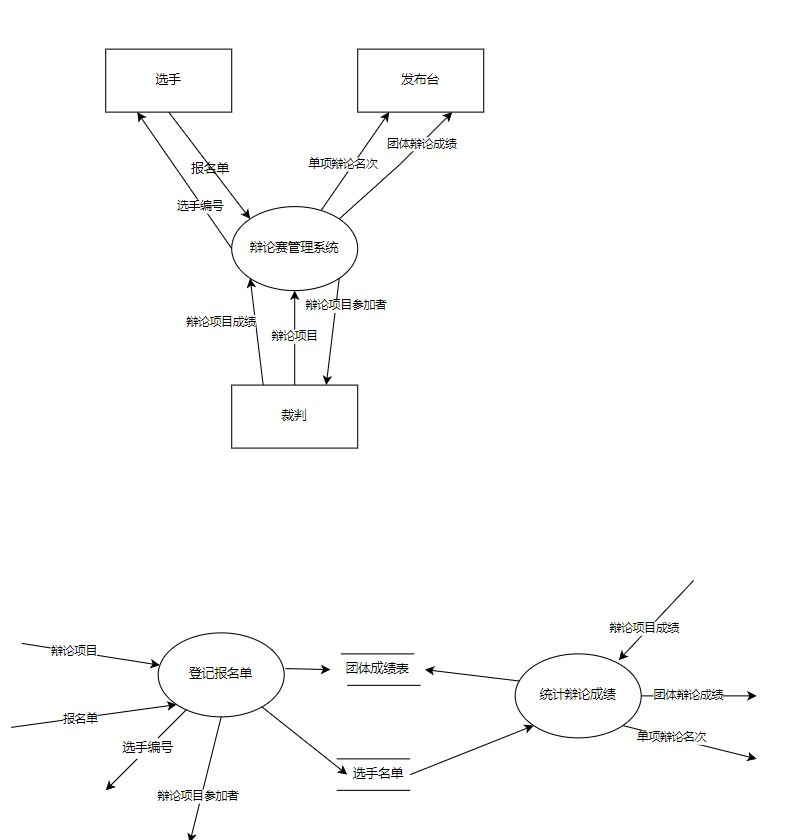 选手
发布台
团体辩论成绩
单项辩论名次
报名单
选手编号
辩论赛管理系统
辩论项目参加者
辩论项目成绩
辩论项目
裁判
辩论项目成绩
辩论项目
登记报名单
团体成绩表
统计辩论成绩
团体辩论成绩
报名单
单项辩论名次
选手编号
选手名单
辩论项目参加者